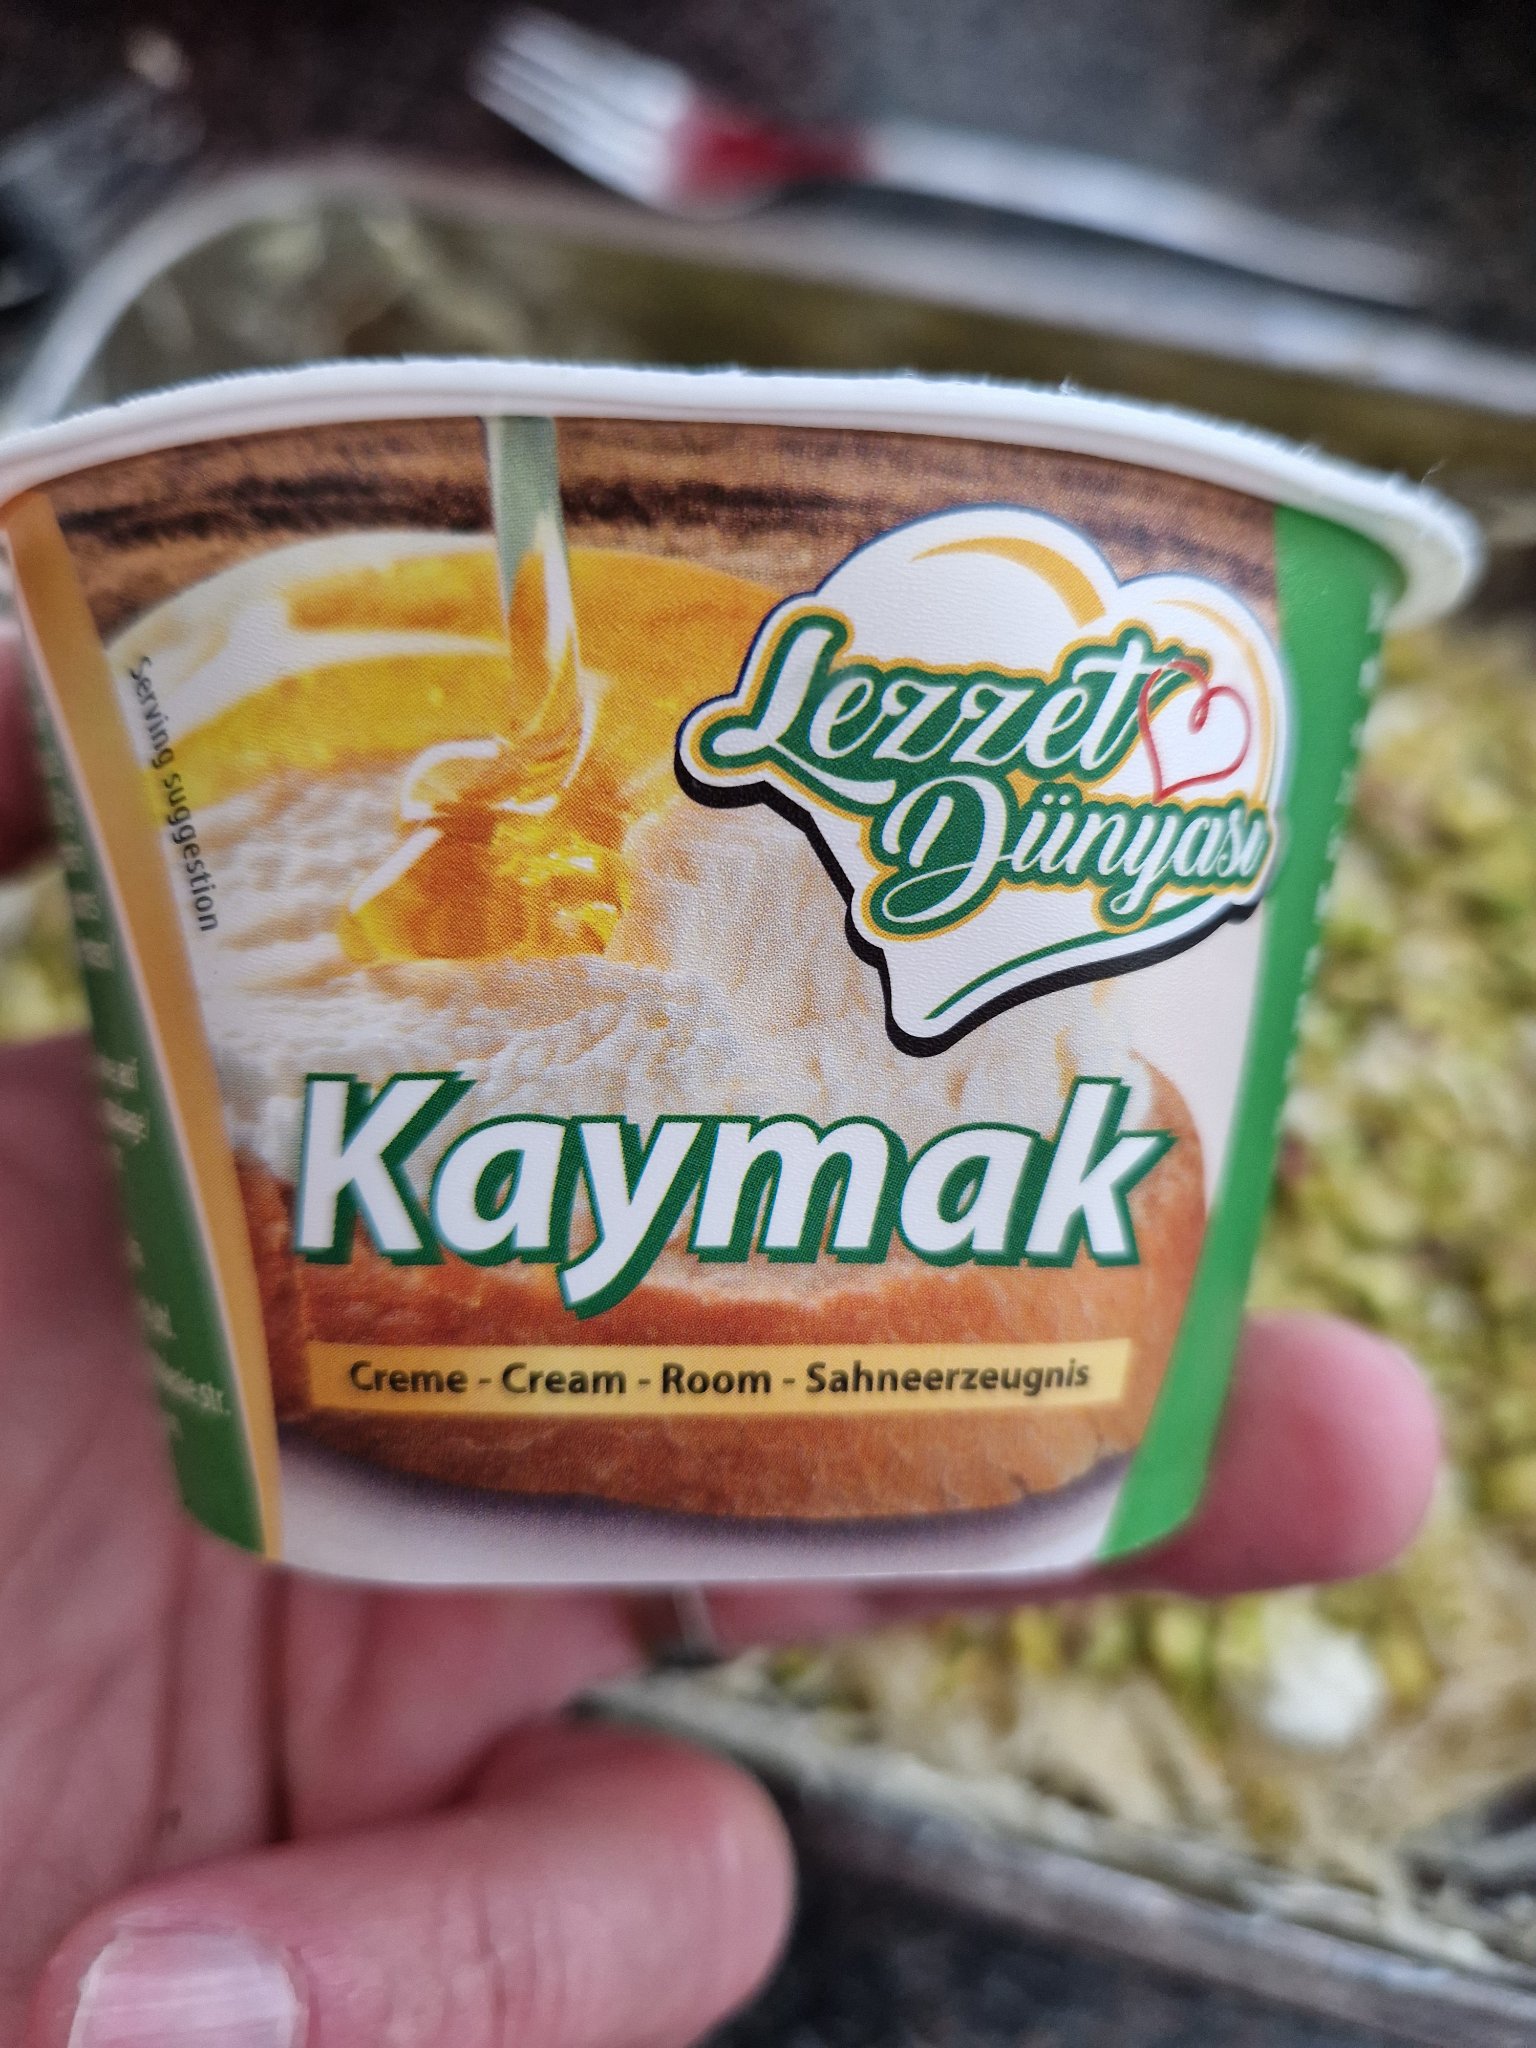 Lezzet
Dünyası
Serving suggestion
Kaymak
Creme - Cream - Room - Sahneerzeugnis